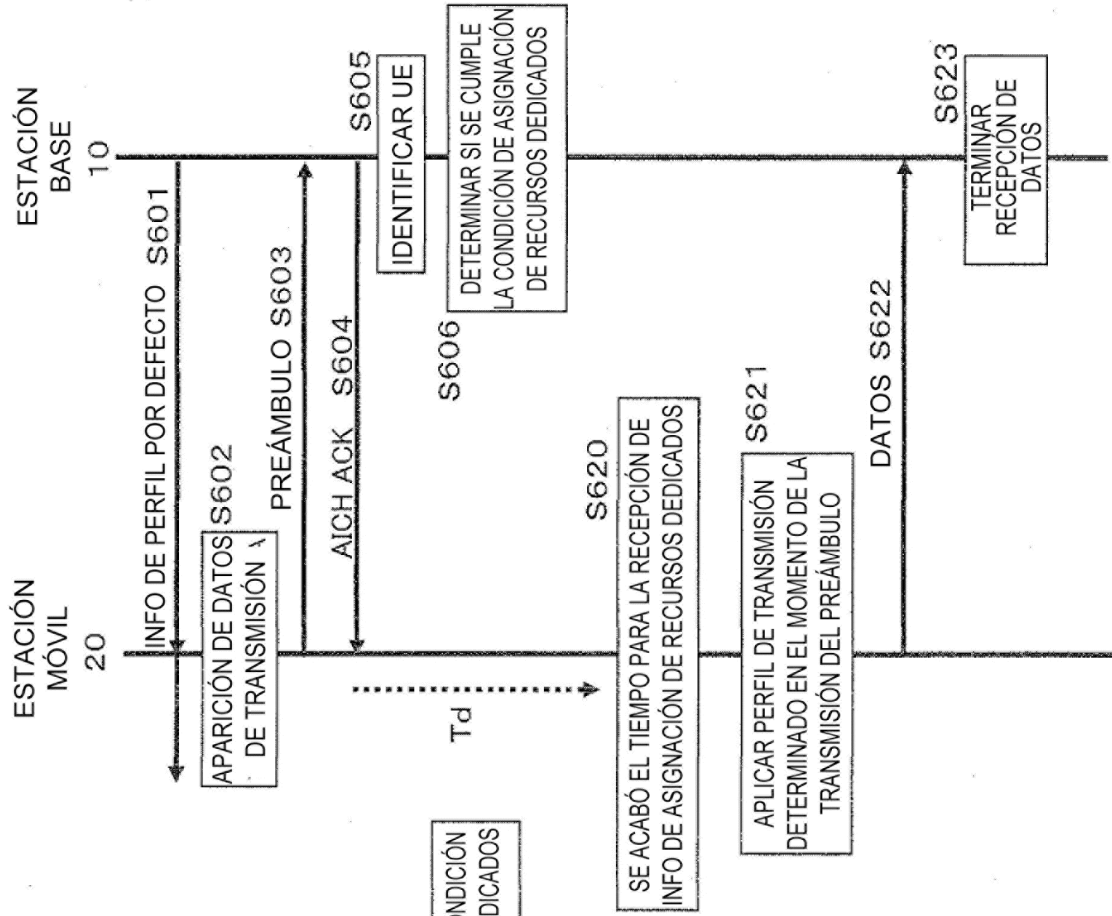 ESTACIÓN
MÓVIL
20
ESTACIÓN
BASE
10
INFO DE PERFIL POR DEFECTO S601
APARICIÓN DE DATOS
DE TRANSMISIÓN
S602
PREÁMBULO S603
AICH ACK S604
S605
IDENTIFICAR UE
S606
DETERMINAR SI SE CUMPLE
LA CONDICIÓN DE ASIGNACIÓN
DE RECURSOS DEDICADOS
Td
ONDICIÓN
DICADOS
S620
SE ACABÓ EL TIEMPO PARA LA RECEPCIÓN DE
INFO DE ASIGNACIÓN DE RECURSOS DEDICADOS
S621
APLICAR PERFIL DE TRANSMISIÓN
DETERMINADO EN EL MOMENTO DE LA
TRANSMISIÓN DEL PREÁMBULO
DATOS S622
S623
TERMINAR
RECEPCIÓN DE
DATOS